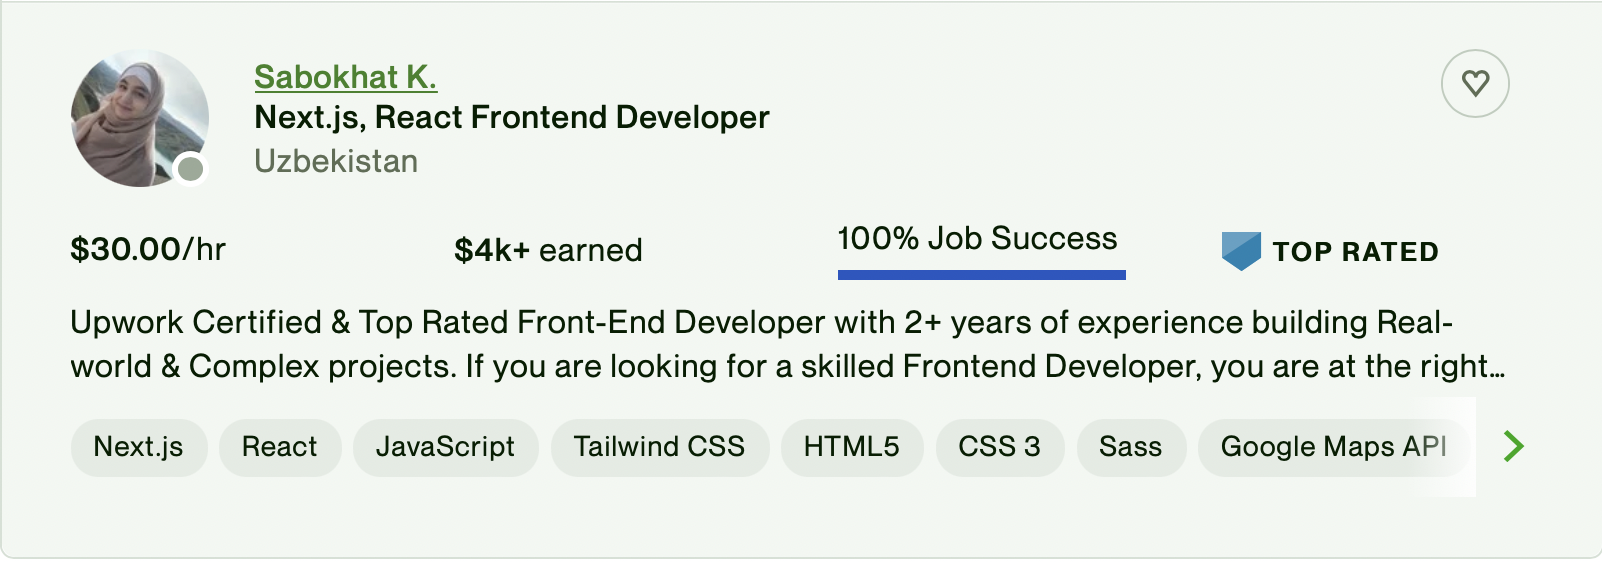 Sabokhat K.
Next.js, React Frontend Developer
Uzbekistan
$30.00/hr
$4k+ earned
100% Job Success
TOP RATED
Upwork Certified & Top Rated Front-End Developer with 2+ years of experience building Real-
world & Complex projects. If you are looking for a skilled Frontend Developer, you are at the right…
Next.js
React
JavaScript
Tailwind CSS
HTML5
CSS 3
Sass
Google Maps API